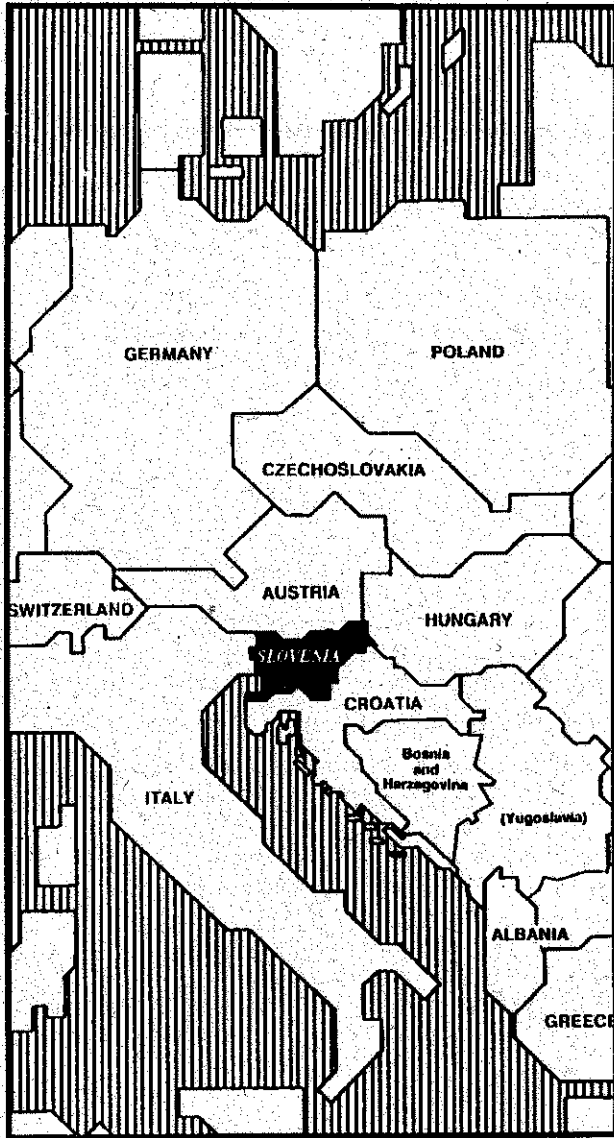 GERMANY
POLAND
CZECHOSLOVAKIA
AUSTRIA
SWITZERLAND
HUNGARY
SLOVENIA
CROATIA
Bosnia
and
Herzegovina
ITALY
(Yugoslavia)
ALBANIA
GREECE